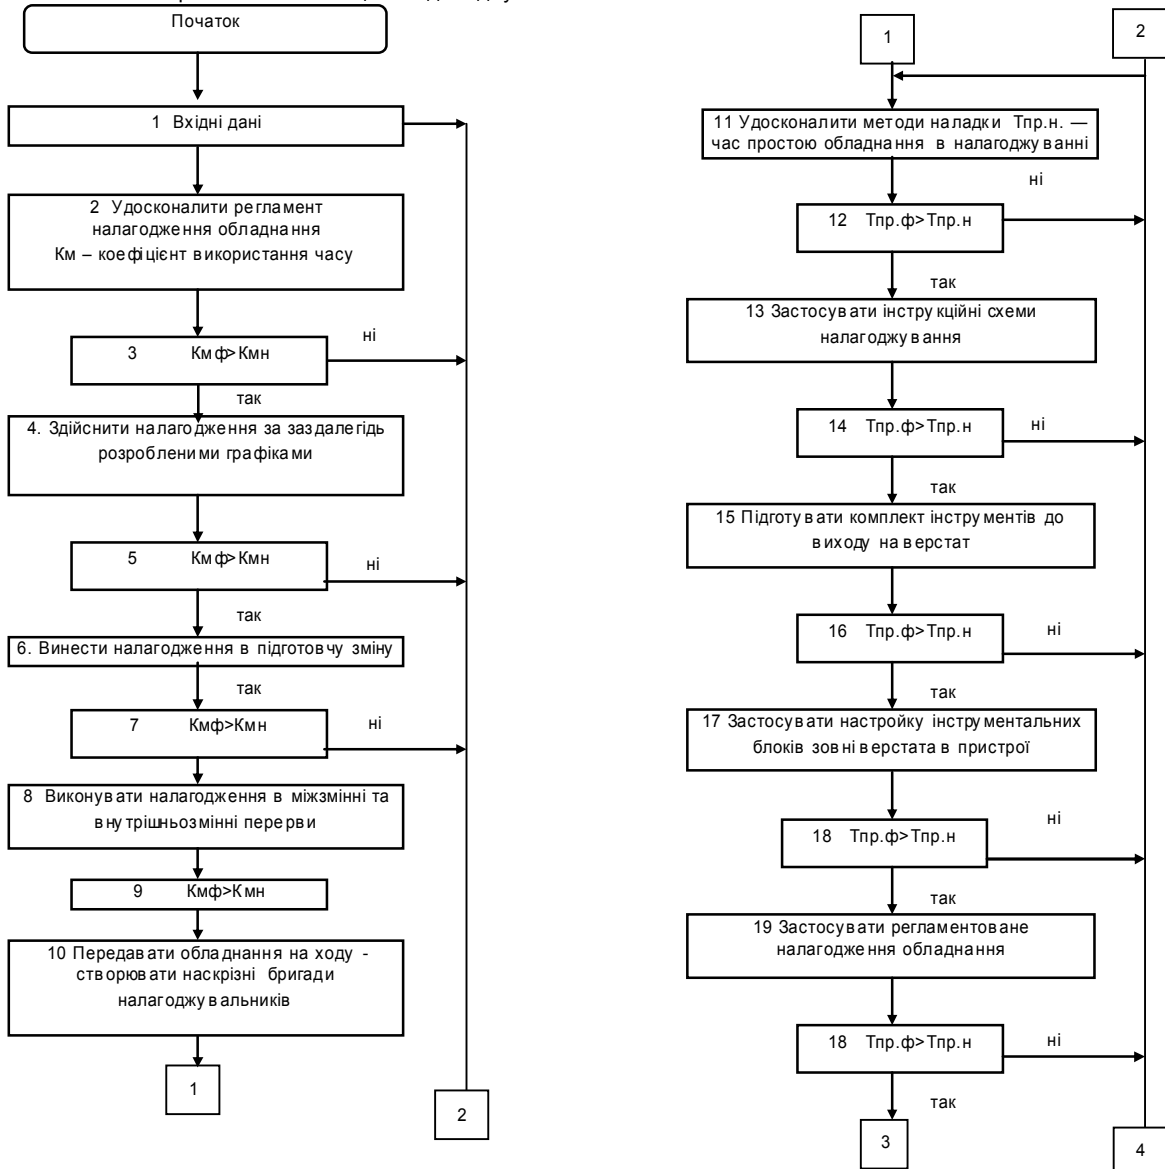 Початок
1 Вхідні дані
2 Удосконалити регламент
налагодження обладнання
Км – коефіцієнт використання часу
3 Кмф>Кмн
ні
так
4. Здійснити налагодження за заздалегідь
розробленими графіками
5 Кмф>Кмн
ні
так
6. Винести налагодження в підготовчу зміну
так
7 Кмф>Кмн
ні
8 Виконувати налагодження в міжзмінні та
внутрішньозмінні перерви
9 Кмф>Кмн
10 Передавати обладнання на ходу -
створювати наскрізні бригади
налагоджувальників
1
2
1
2
11 Удосконалити методи наладки Тпр.н. —
час простою обладнання в налагоджуванні
ні
12 Тпр.ф>Тпр.н
так
13 Застосувати інструкційні схеми
налагоджування
14 Тпр.ф>Тпр.н
ні
так
15 Підготувати комплект інструментів до
виходу на верстат
16 Тпр.ф>Тпр.н
ні
так
17 Застосувати настройку інструментальних
блоків зовні верстата в пристрої
ні
18 Тпр.ф>Тпр.н
так
19 Застосувати регламентоване
налагодження обладнання
18 Тпр.ф>Тпр.н
ні
так
3
4